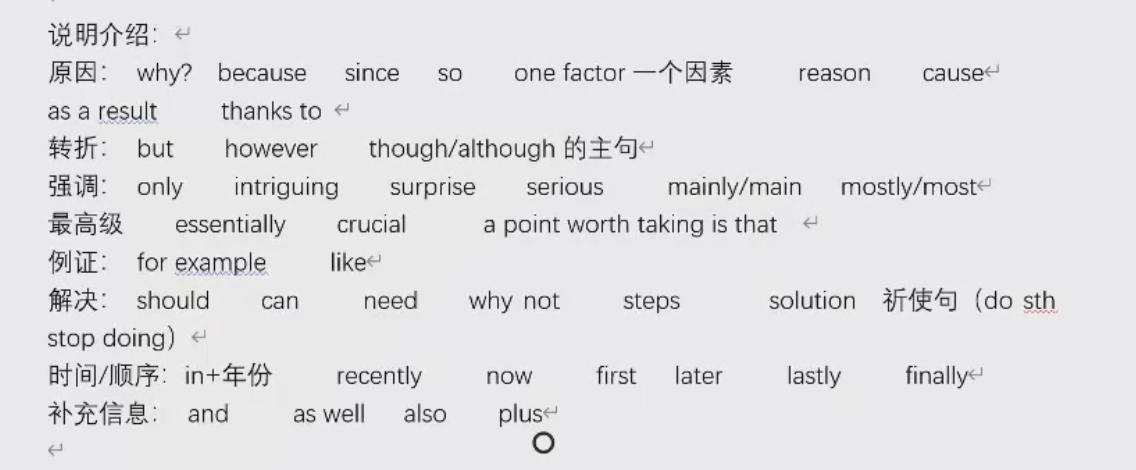 说明介绍：
原因： why? because since so one factor 一个因素 reason cause
as a result thanks to
转折： but however though/although 的主句
强调： only intriguing surprise serious mainly/main mostly/most
最高级 essentially crucial a point worth taking is that
例证： for example like
解决： should can need why not steps solution 祈使句（do sth
stop doing）
时间/顺序：in+年份 recently now first later lastly finally
补充信息： and as well also plus